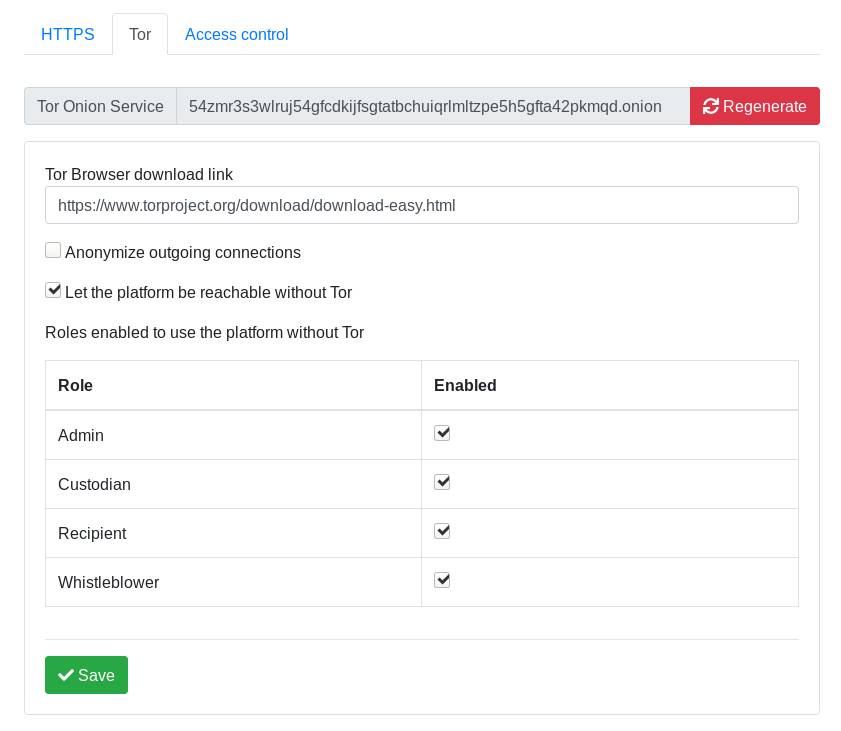 HTTPS Tor Access control
Tor Onion Service 54zmr3s3wlruj54gfcdkijfsgtatbchuiqrlmltzpe5h5gfta42pkmqd.onion Regenerate
Tor Browser download link
https://www.torproject.org/download/download-easy.html
Anonymize outgoing connections
Let the platform be reachable without Tor
Roles enabled to use the platform without Tor
Role Enabled
Admin
Custodian
Recipient
Whistleblower
Save